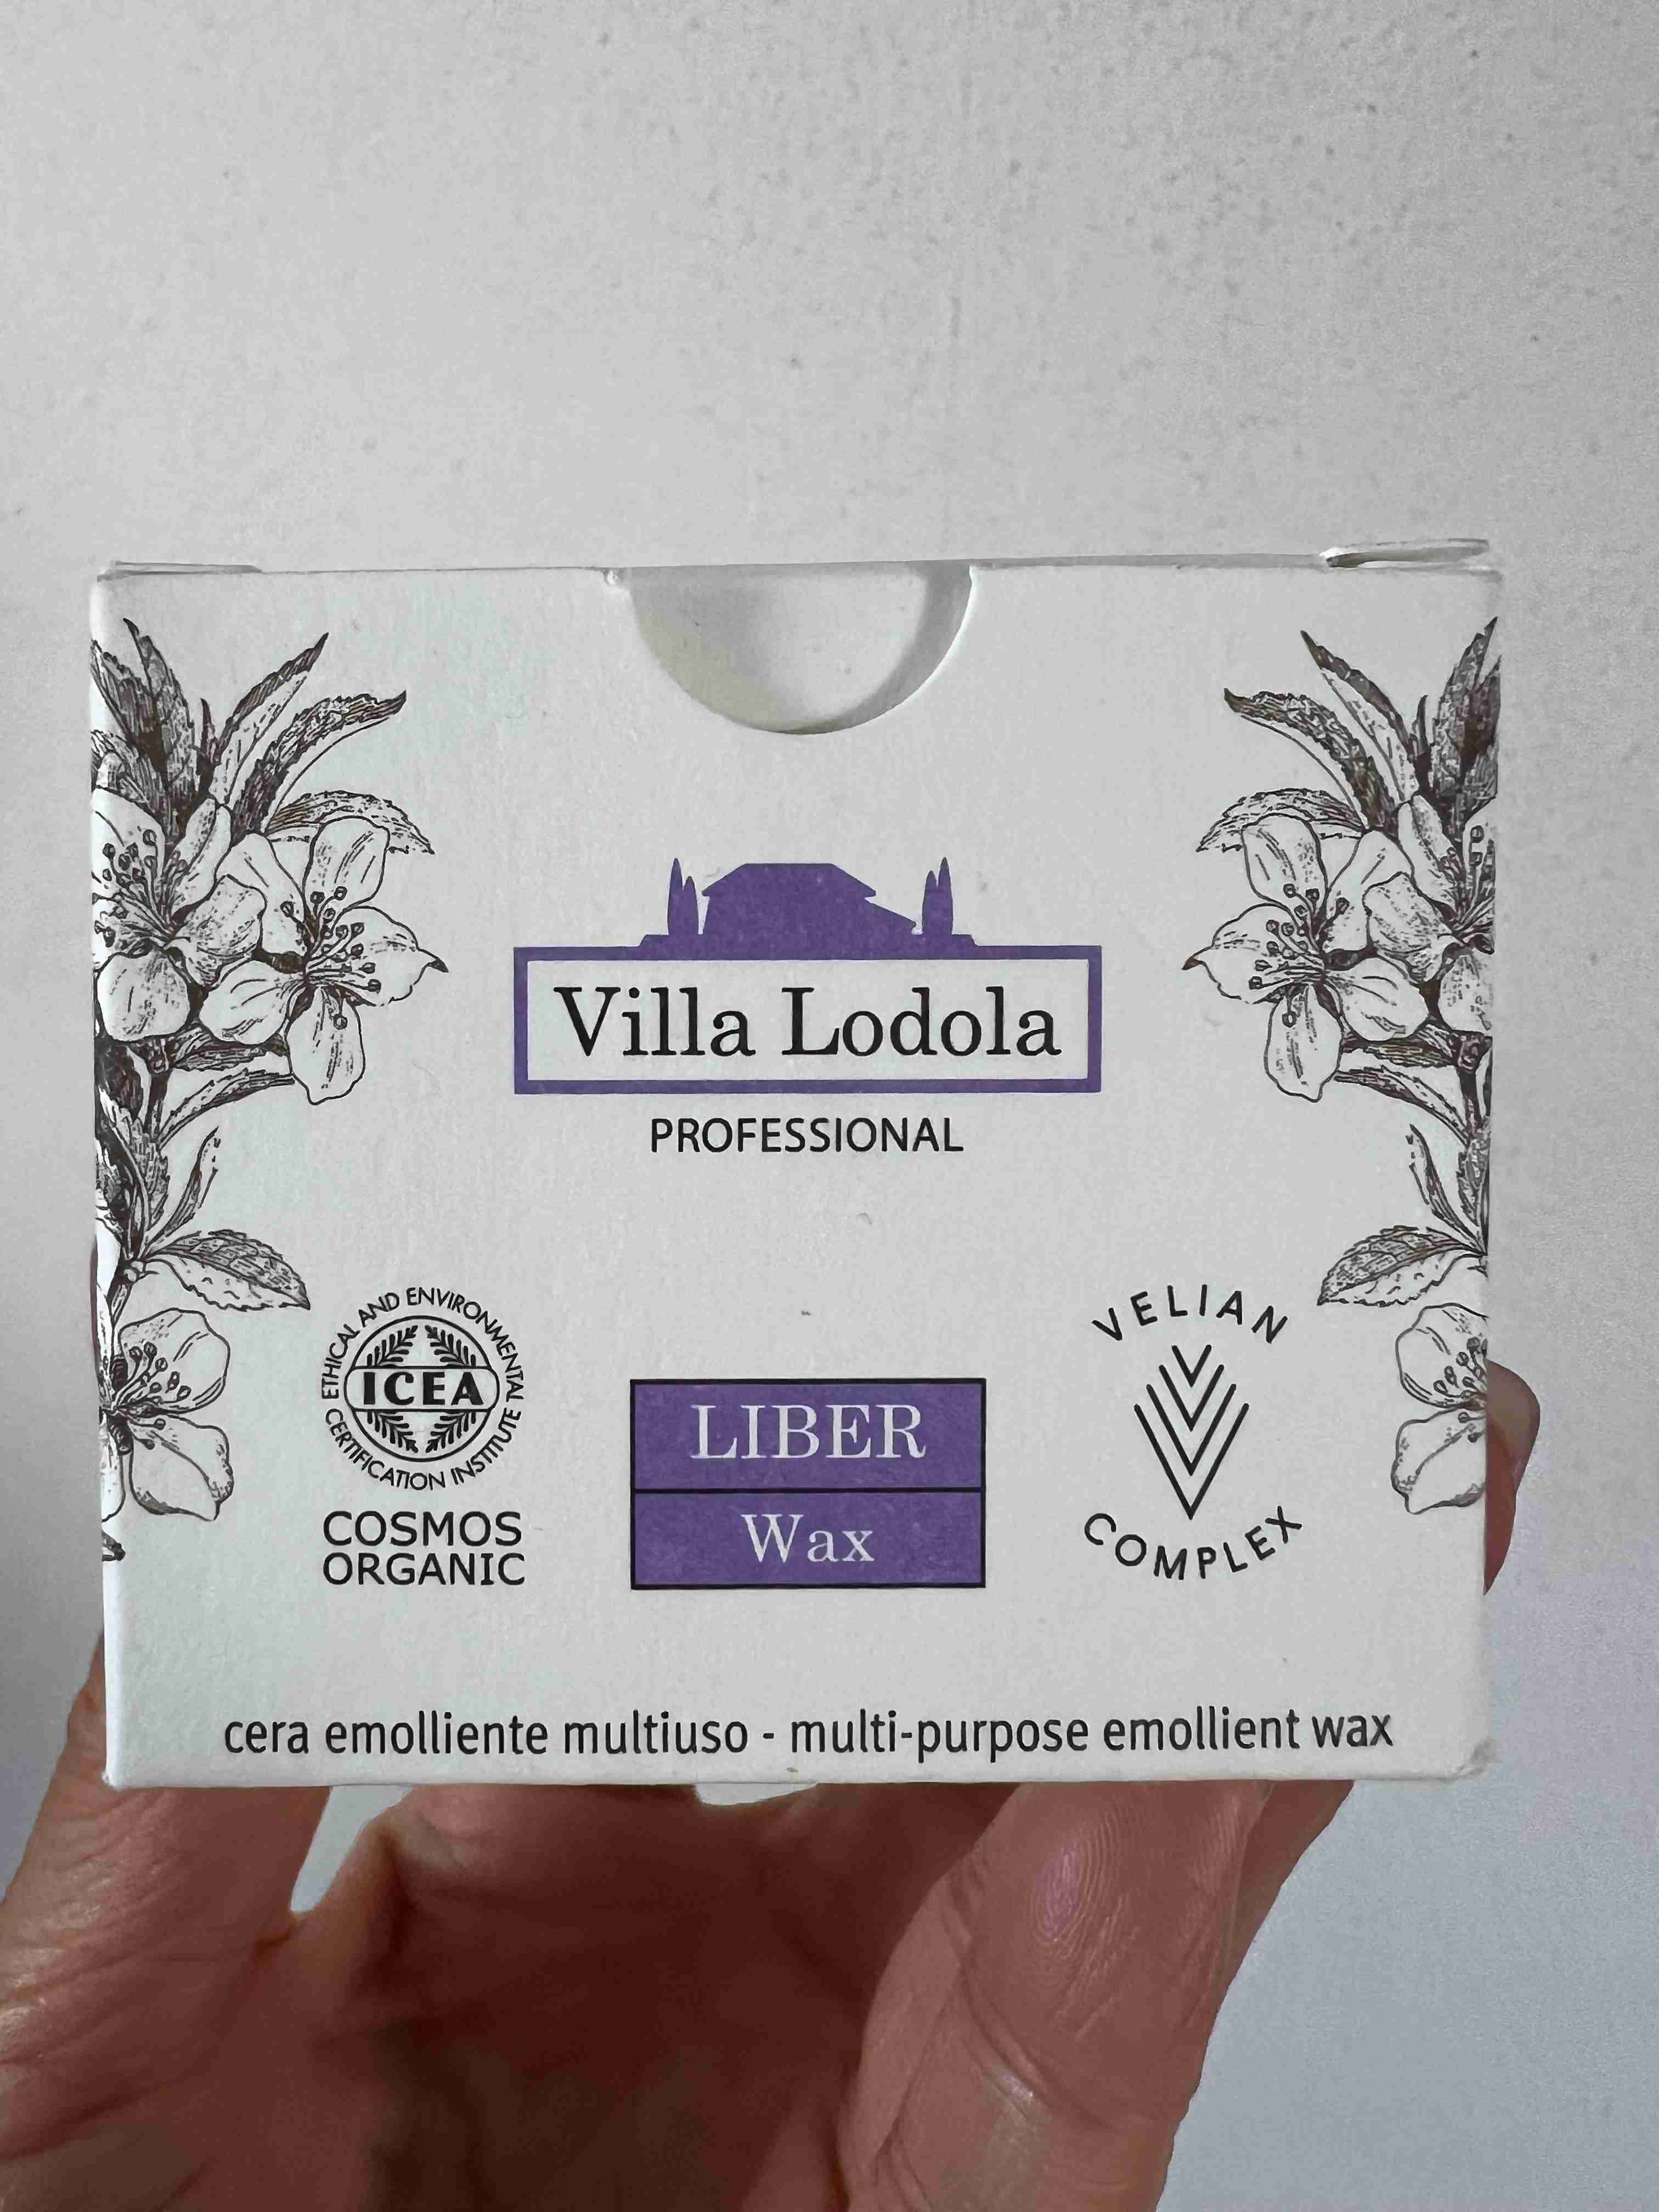 Villa Lodola
PROFESSIONAL
ETHICAL AND ENVIRONMENTAL
CERTIFICATION INSTITUTE
ICEA
COSMOS
ORGANIC
LIBER
Wax
VELIAN
COMPLEX
cera emolliente multiuso - multi-purpose emollient wax